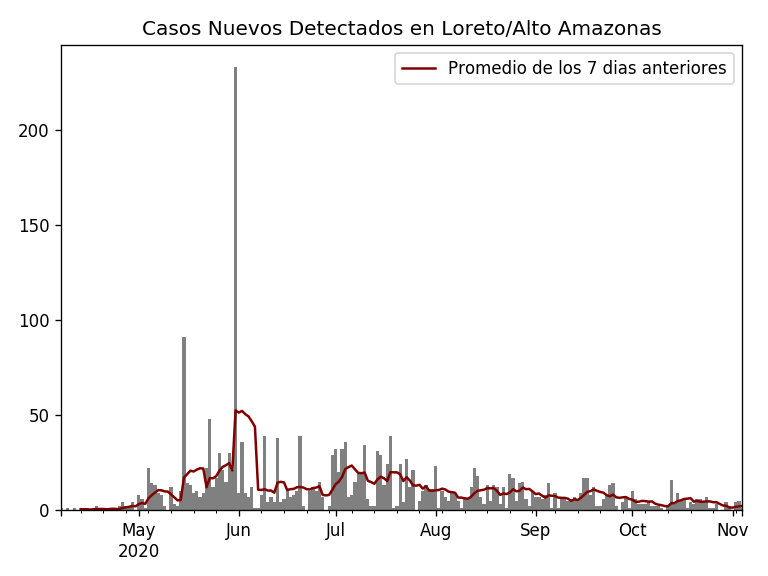 Casos Nuevos Detectados en Loreto/Alto Amazonas
Promedio de los 7 dias anteriores
200
150
100
50
0
May Jun Jul Aug Sep Oct Nov
2020